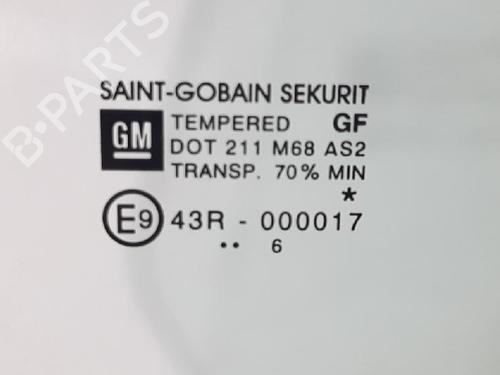 B-PARTS
SAINT-GOBAIN SEKURIT
GM TEMPERED GF
DOT 211 M68 AS2
TRANSP. 70% MIN
*
E9 43R - 000017
•• 6